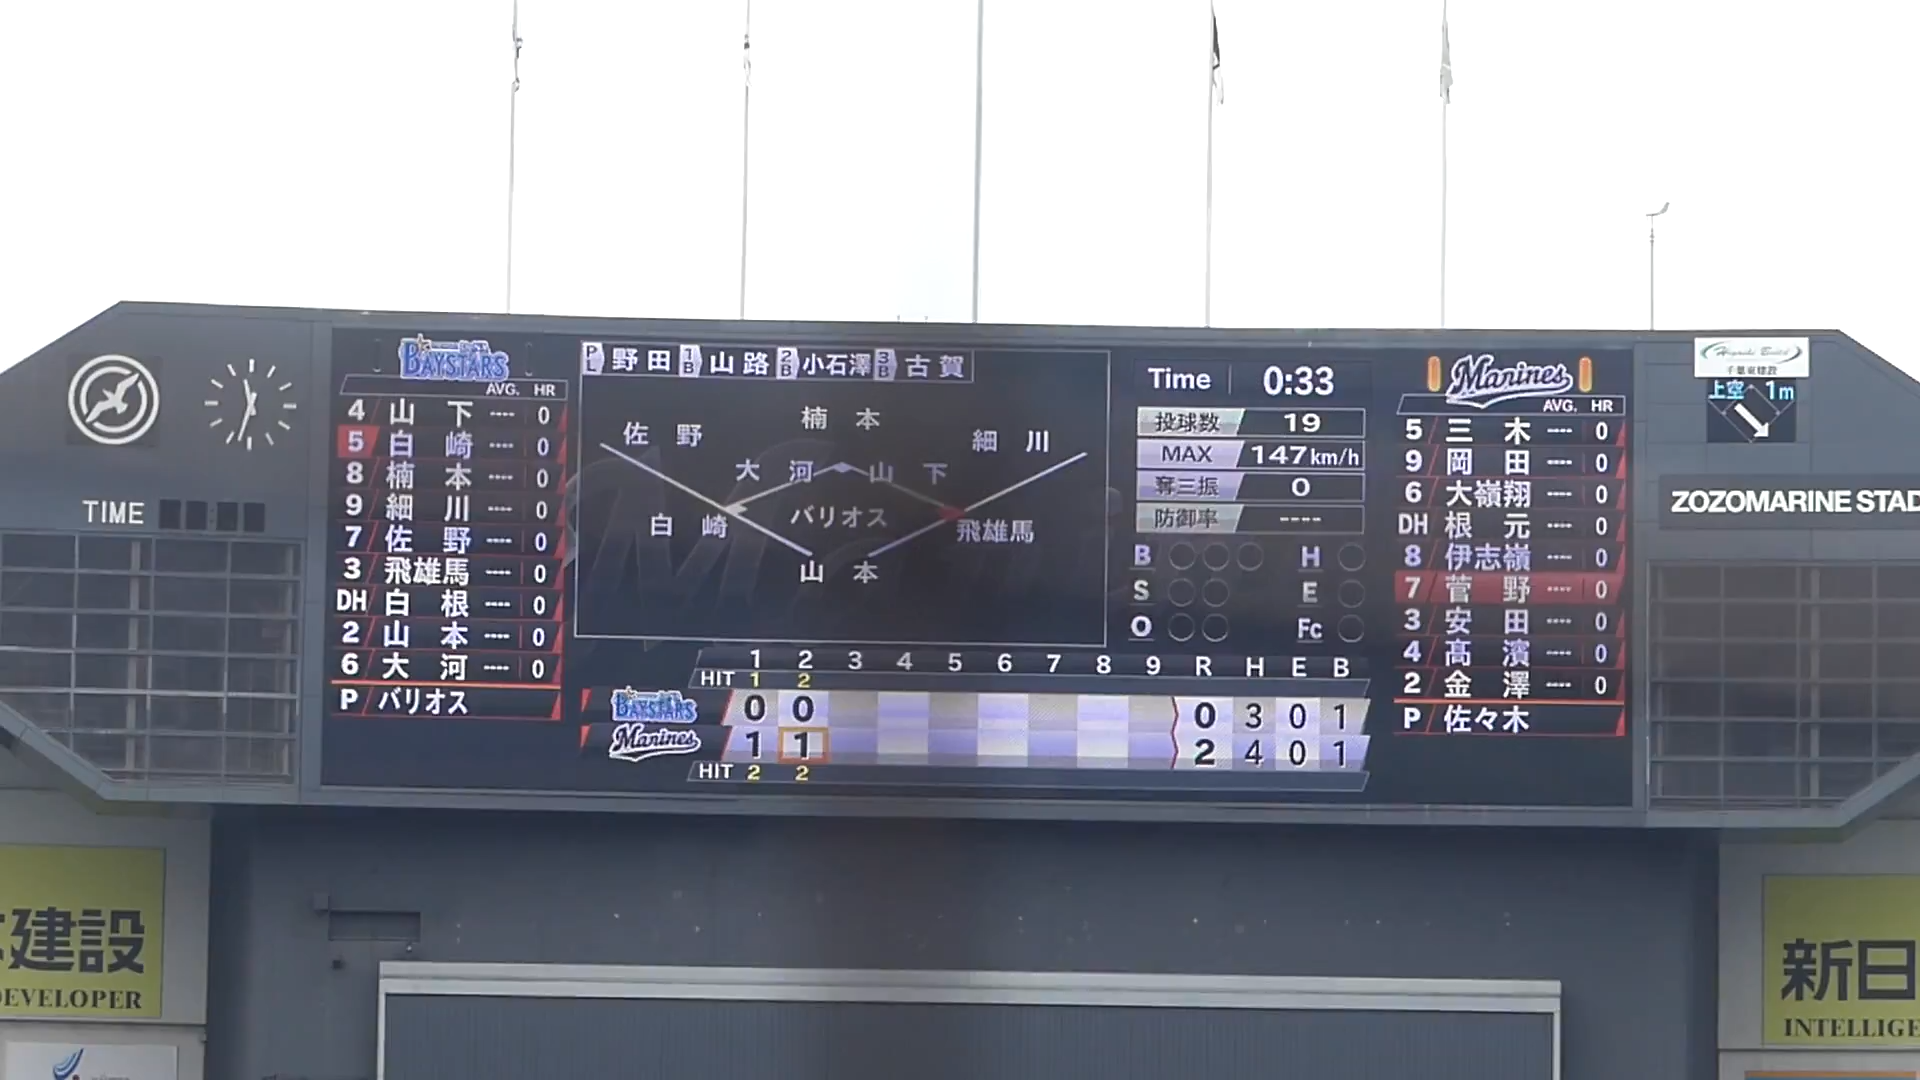 BAYSTARS
AVG. HR
4 山下 ---- 0
5 白崎 ---- 0
8 楠本 ---- 0
9 細川 ---- 0
7 佐野 ---- 0
3 飛雄馬 ---- 0
DH 白根 ---- 0
2 山本 ---- 0
6 大河 ---- 0
P バリオス
TIME
PL 野田 1B 山路 2B 小石澤 3B 古賀
楠本
佐野 細川
大河 山下
バリオス
白崎 飛雄馬
山本
Time 0:33
投球数 19
MAX 147km/h
奪三振 0
防御率 ----
B H
S E
O Fc
1 2 3 4 5 6 7 8 9 R H E B
HIT 1 2
BAYSTARS 0 0 0 3 0 1
Marines 1 1 2 4 0 1
HIT 2 2
Marines
AVG. HR
5 三木 ---- 0
9 岡田 ---- 0
6 大嶺翔 ---- 0
DH 根元 ---- 0
8 伊志嶺 ---- 0
7 菅野 ---- 0
3 安田 ---- 0
4 髙濱 ---- 0
2 金澤 ---- 0
P 佐々木
上空 1m
ZOZOMARINE STAD
建設
DEVELOPER
新日
INTELLIGE